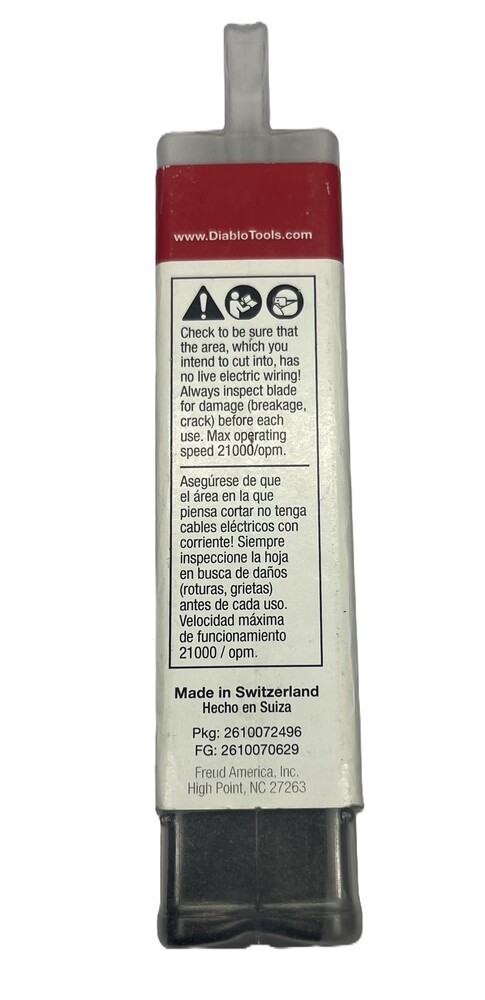 www.DiabloTools.com
Check to be sure that
the area, which you
intend to cut into, has
no live electric wiring!
Always inspect blade
for damage (breakage,
crack) before each
use. Max operating
speed 21000/opm.
Asegúrese de que
el área en la que
piensa cortar no tenga
cables eléctricos con
corriente! Siempre
inspeccione la hoja
en busca de daños
(roturas, grietas)
antes de cada uso.
Velocidad máxima
de funcionamiento
21000 / opm.
Made in Switzerland
Hecho en Suiza
Pkg: 2610072496
FG: 2610070629
Freud America, Inc.
High Point, NC 27263